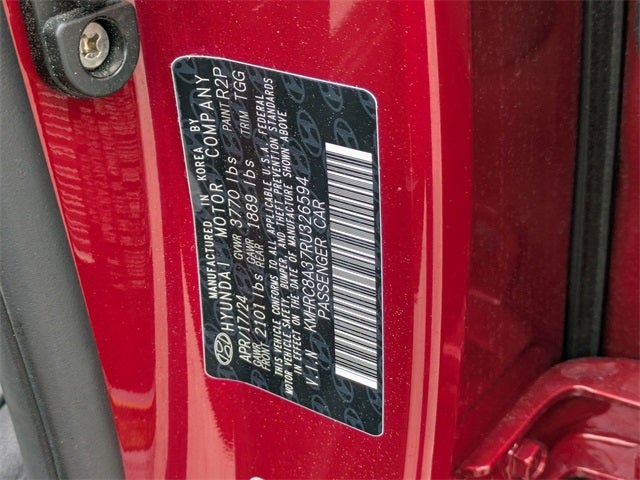 MANUFACTURED IN KOREA BY
HYUNDAI MOTOR COMPANY
APR/17/24 GVWR 3770 lbs PAINT R2P
GAWR FRONT 2101 lbs GAWR REAR 1889 lbs TRIM TGG
THIS VEHICLE CONFORMS TO ALL APPLICABLE U.S.A. FEDERAL
MOTOR VEHICLE SAFETY, BUMPER, AND THEFT PREVENTION STANDARDS
IN EFFECT ON THE DATE OF MANUFACTURE SHOWN ABOVE
V.I.N KMHRC8A37RU326594
PASSENGER CAR